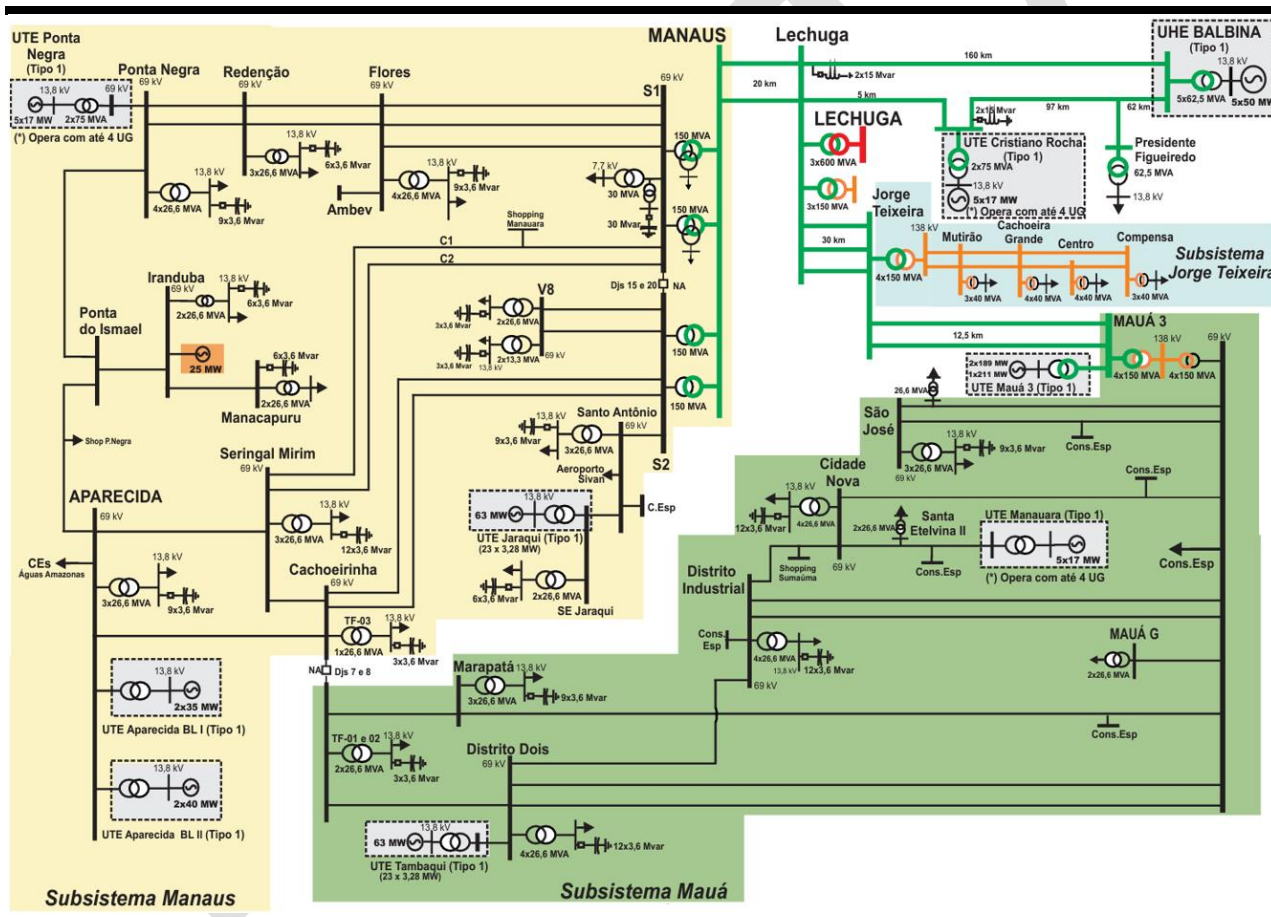 UTE Ponta
Negra
(Tipo 1)
13,8 kV
69 kV
5x17 MW
2x75 MVA
(*) Opera com até 4 UG
Ponta Negra
69 kV
Redenção
69 kV
Flores
69 kV
MANAUS
69 kV
S1
Lechuga
160 km
2x15 Mvar
20 km
5 km
UHE BALBINA
(Tipo 1)
13,8 kV
5x62,5 MVA
5x50 MW
2x15 Mvar
97 km
62 km
LECHUGA
3x600 MVA
3x150 MVA
UTE Cristiano Rocha
(Tipo 1)
2x75 MVA
13,8 kV
5x17 MW
(*) Opera com até 4 UG
Presidente
Figueiredo
62,5 MVA
13,8 kV
13,8 kV
4x26,6 MVA
9x3,6 Mvar
13,8 kV
6x3,6 Mvar
3x26,6 MVA
13,8 kV
9x3,6 Mvar
4x26,6 MVA
Ambev
7,7 kV
30 MVA
30 Mvar
150 MVA
150 MVA
Shopping
Manauara
C1
C2
Djs 15 e 20
NA
30 km
Jorge
Teixeira
138 kV
4x150 MVA
Mutirão
3x40 MVA
Cachoeira
Grande
4x40 MVA
Centro
4x40 MVA
Compensa
3x40 MVA
Subsistema
Jorge Teixeira
Iranduba
69 kV
13,8 kV
6x3,6 Mvar
2x26,6 MVA
25 MW
Ponta
do Ismael
6x3,6 Mvar
2x26,6 MVA
Manacapuru
Shop P.Negra
V8
3x3,6 Mvar
2x26,6 MVA
3x3,6 Mvar
13,8 kV
2x13,3 MVA
69 kV
150 MVA
150 MVA
12,5 km
MAUÁ 3
138 kV
69 kV
4x150 MVA
4x150 MVA
2x189 MW
1x211 MW
UTE Mauá 3 (Tipo 1)
Santo Antônio
69 kV
13,8 kV
9x3,6 Mvar
3x26,6 MVA
S2
Aeroporto
Sivan
C.Esp
26,6 MVA
São
José
13,8 kV
9x3,6 Mvar
3x26,6 MVA
69 kV
Cons.Esp
Cons.Esp
Seringal Mirim
69 kV
13,8 kV
3x26,6 MVA
12x3,6 Mvar
APARECIDA
69 kV
CEs
Águas Amazonas
13,8 kV
3x26,6 MVA
9x3,6 Mvar
63 MW
13,8 kV
UTE Jaraqui (Tipo 1)
(23 x 3,28 MW)
6x3,6 Mvar
2x26,6 MVA
SE Jaraqui
Cidade
Nova
13,8 kV
4x26,6 MVA
12x3,6 Mvar
69 kV
Santa
Etelvina II
2x26,6 MVA
Shopping
Sumaúma
Cons.Esp
UTE Manauara (Tipo 1)
5x17 MW
(*) Opera com até 4 UG
Cons.Esp
Cachoeirinha
69 kV
TF-03
13,8 kV
1x26,6 MVA
3x3,6 Mvar
NA
Djs 7 e 8
Distrito
Industrial
Cons.
Esp
4x26,6 MVA
13,8 kV
12x3,6 Mvar
69 kV
MAUÁ G
2x26,6 MVA
Cons.Esp
Marapatá
13,8 kV
3x26,6 MVA
9x3,6 Mvar
13,8 kV
2x35 MW
UTE Aparecida BL I (Tipo 1)
13,8 kV
2x40 MW
UTE Aparecida BL II (Tipo 1)
TF-01 e 02
13,8 kV
2x26,6 MVA
3x3,6 Mvar
Distrito Dois
69 kV
63 MW
13,8 kV
UTE Tambaqui (Tipo 1)
(23 x 3,28 MW)
4x26,6 MVA
12x3,6 Mvar
Subsistema Manaus
Subsistema Mauá